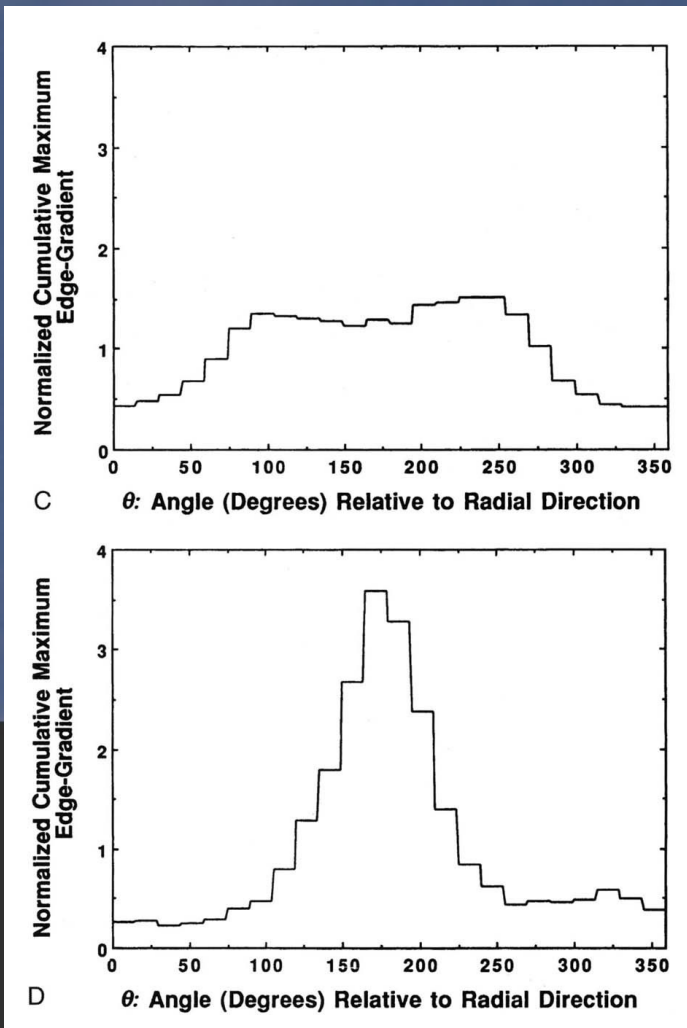 Normalized Cumulative Maximum
Edge-Gradient
4
3
2
1
0
0 50 100 150 200 250 300 350
C θ: Angle (Degrees) Relative to Radial Direction
Normalized Cumulative Maximum
Edge-Gradient
4
3
2
1
0
0 50 100 150 200 250 300 350
D θ: Angle (Degrees) Relative to Radial Direction